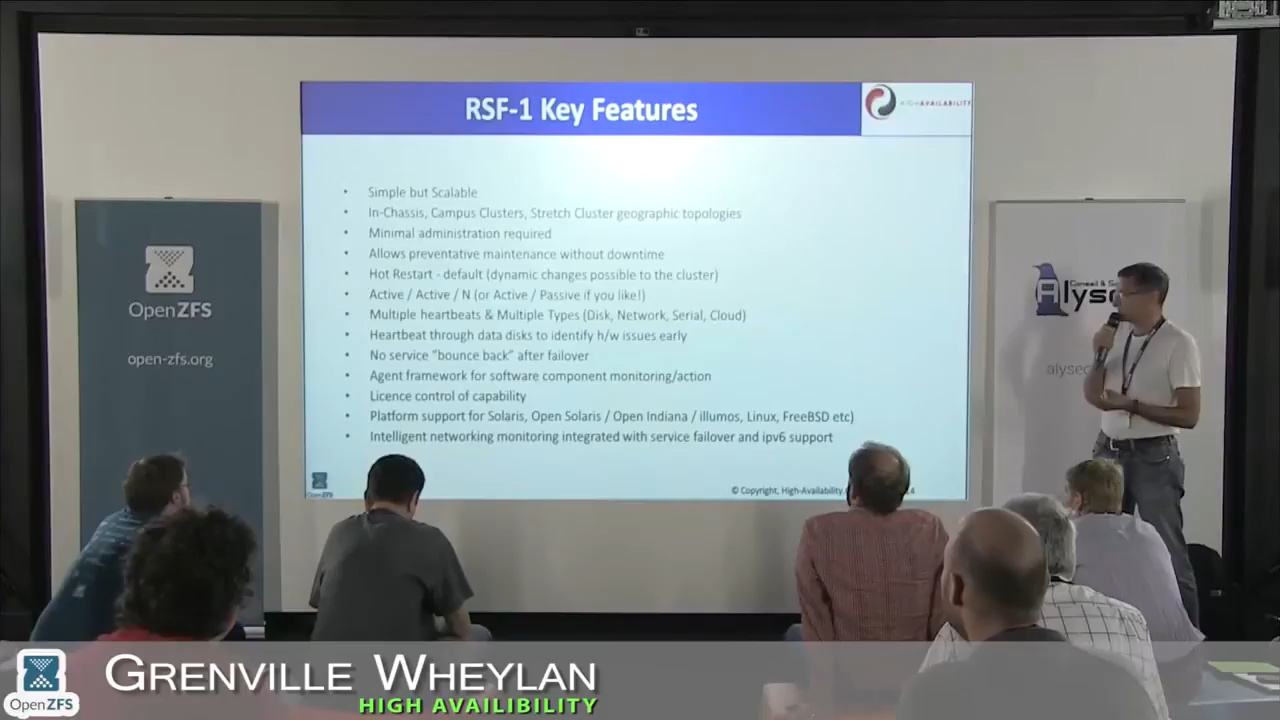 RSF-1 Key Features
HIGHAVAILABILITY
• Simple but Scalable
• In-Chassis, Campus Clusters, Stretch Cluster geographic topologies
• Minimal administration required
• Allows preventative maintenance without downtime
• Hot Restart - default (dynamic changes possible to the cluster)
• Active / Active / N (or Active / Passive if you like!)
• Multiple heartbeats & Multiple Types (Disk, Network, Serial, Cloud)
• Heartbeat through data disks to identify h/w issues early
• No service "bounce back" after failover
• Agent framework for software component monitoring/action
• Licence control of capability
• Platform support for Solaris, Open Solaris / Open Indiana / illumos, Linux, FreeBSD etc)
• Intelligent networking monitoring integrated with service failover and ipv6 support
OpenZFS
© Copyright, High-Availability.
OpenZFS
open-zfs.org
Conseil & S
Alys
alysec
GRENVILLE WHEYLAN
HIGH AVAILIBILITY
OpenZFS